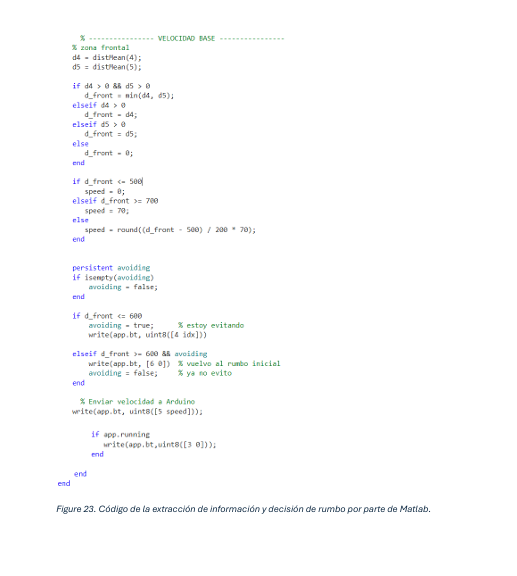 % --------------- VELOCIDAD BASE ---------------
% zona frontal
d4 = distMean(4);
d5 = distMean(5);
if d4 > 0 && d5 > 0
d_front = min(d4, d5);
elseif d4 > 0
d_front = d4;
elseif d5 > 0
d_front = d5;
else
d_front = 0;
end
if d_front <= 500
speed = 0;
elseif d_front >= 700
speed = 70;
else
speed = round((d_front - 500) / 200 * 70);
end
persistent avoiding
if isempty(avoiding)
avoiding = false;
end
if d_front <= 600
avoiding = true; % estoy evitando
write(app.bt, uint8([4 idx]))
elseif d_front >= 600 && avoiding
write(app.bt, [6 0]) % vuelvo al rumbo inicial
avoiding = false; % ya no evito
end
% Enviar velocidad a Arduino
write(app.bt, uint8([5 speed]));
if app.running
write(app.bt,uint8([3 0]));
end
end
end
Figure 23. Código de la extracción de información y decisión de rumbo por parte de Matlab.